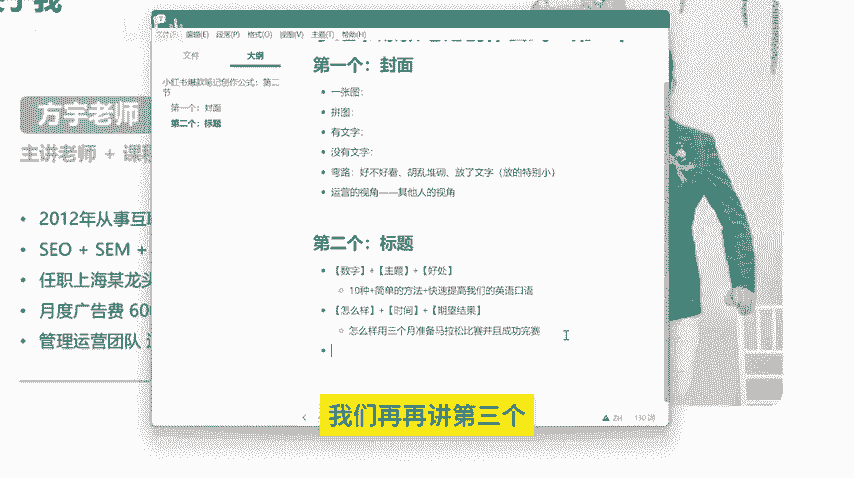 编辑(E) 段落(P) 格式(O) 视图(V) 主题(T) 帮助(H)
文件
大纲
小红书爆款笔记创作公式：第二节
第一个：封面
第二个：标题
第一个：封面
一张图：
拼图：
有文字：
没有文字：
弯路：好不好看、胡乱堆砌、放了文字（放的特别小）
运营的视角——其他人的视角
第二个：标题
【数字】+【主题】+【好处】
10种+简单的方法+快速提高我们的英语口语
【怎么样】+【时间】+【期望结果】
怎么样用三个月准备马拉松比赛并且成功完赛
方宇老师
主讲老师 + 课
2012年从事互
SEO + SEM +
任职上海某龙头
月度广告费 60
管理运营团队
我们再再讲第三个